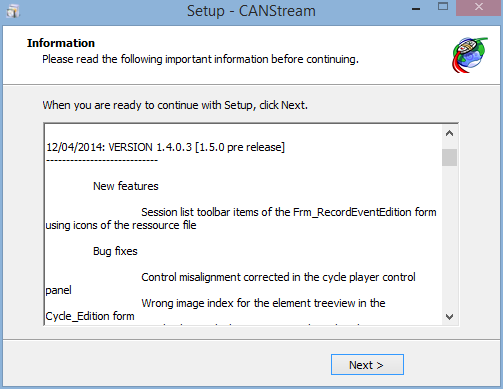 Setup - CANStream
Information
Please read the following important information before continuing.
When you are ready to continue with Setup, click Next.
12/04/2014: VERSION 1.4.0.3 [1.5.0 pre release]
----------------------------
New features
Session list toolbar items of the Frm_RecordEventEdition form
using icons of the ressource file
Bug fixes
Control misalignment corrected in the cycle player control
panel
Wrong image index for the element treeview in the
Cycle_Edition form
Next >